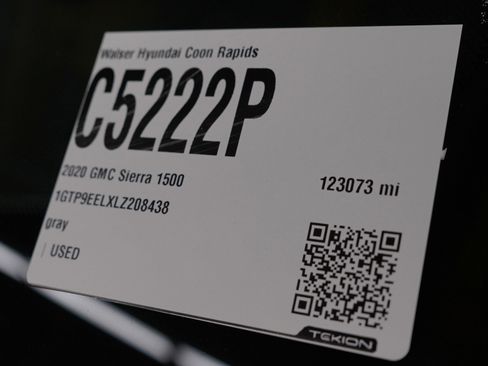 Walser Hyundai Coon Rapids
C5222P
2020 GMC Sierra 1500
123073 mi
1GTP9EELXLZ208438
gray
USED
TEKION